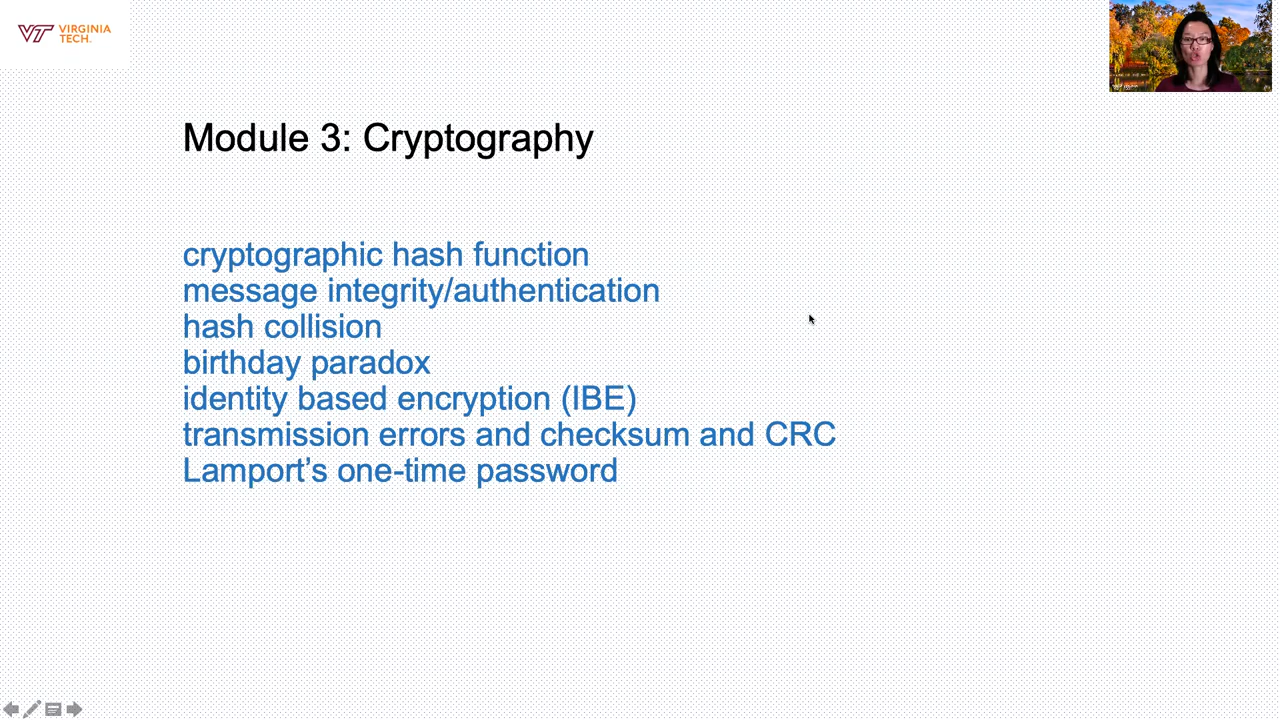 VIRGINIA
TECH.
Module 3: Cryptography
cryptographic hash function
message integrity/authentication
hash collision
birthday paradox
identity based encryption (IBE)
transmission errors and checksum and CRC
Lamport’s one-time password